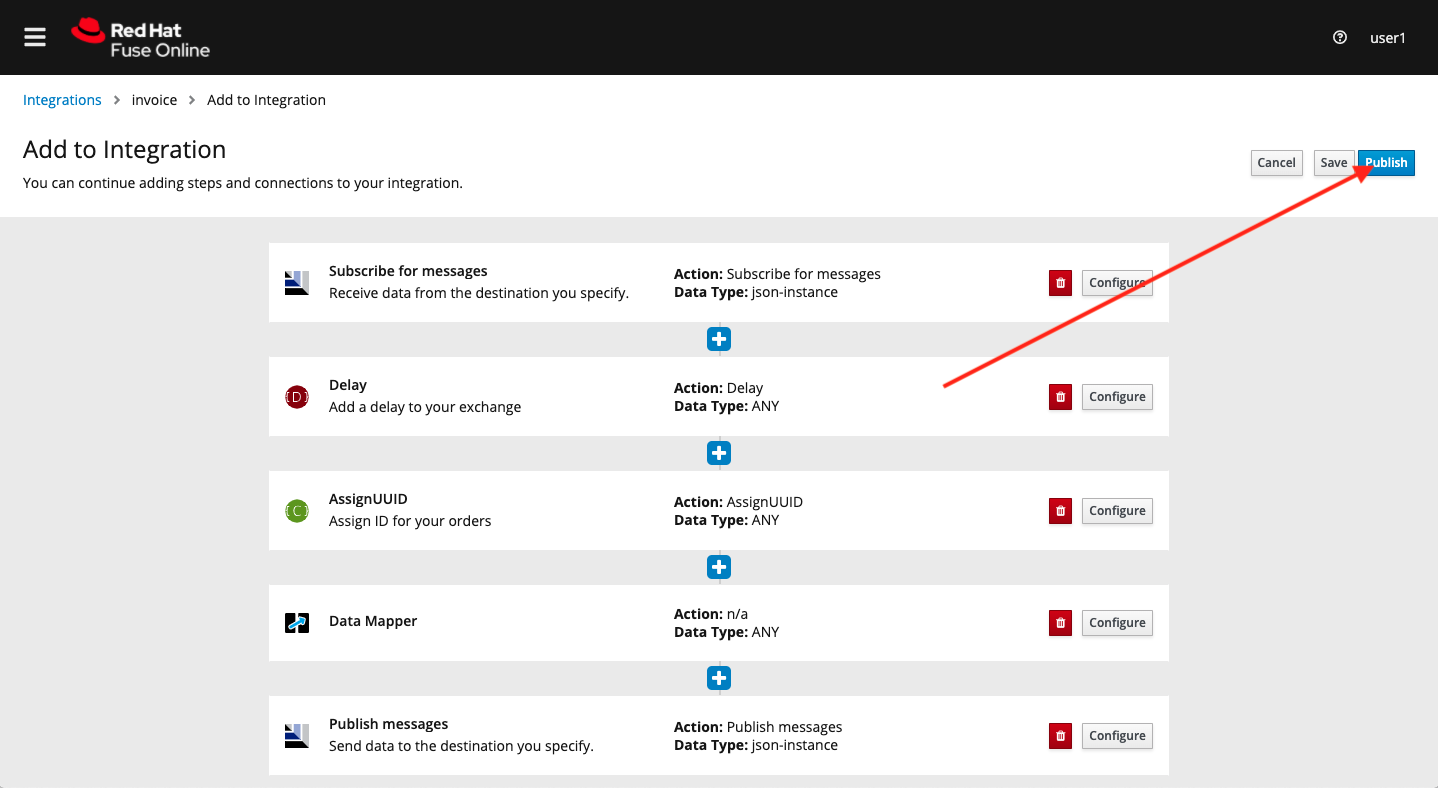 Red Hat
Fuse Online
user1
Integrations > invoice > Add to Integration
Add to Integration
You can continue adding steps and connections to your integration.
Cancel Save Publish
Subscribe for messages
Receive data from the destination you specify.
Action: Subscribe for messages
Data Type: json-instance
Configure
[D]
Delay
Add a delay to your exchange
Action: Delay
Data Type: ANY
Configure
[C]
AssignUUID
Assign ID for your orders
Action: AssignUUID
Data Type: ANY
Configure
Data Mapper
Action: n/a
Data Type: ANY
Configure
Publish messages
Send data to the destination you specify.
Action: Publish messages
Data Type: json-instance
Configure